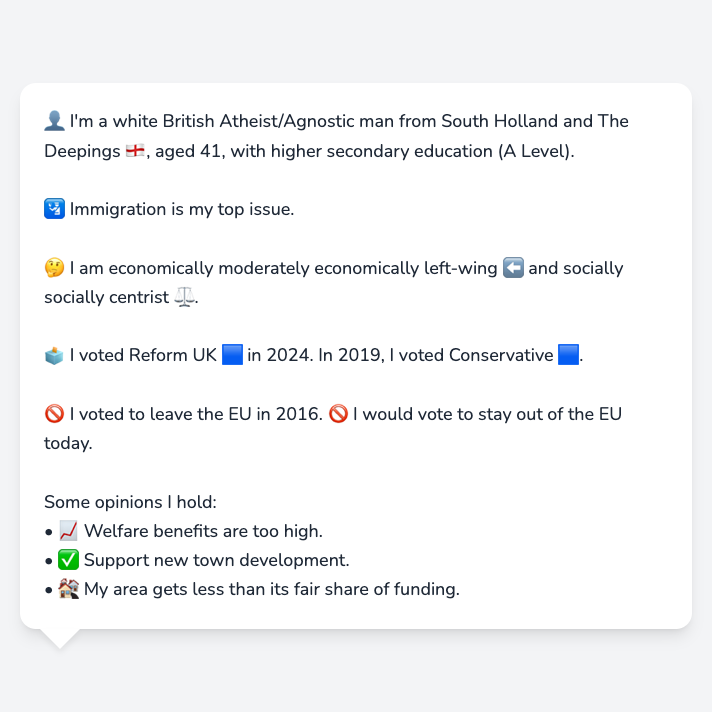 👤 I'm a white British Atheist/Agnostic man from South Holland and The
Deepings 🏴󠁧󠁢󠁥󠁮󠁧󠁿, aged 41, with higher secondary education (A Level).
🛂 Immigration is my top issue.
🤔 I am economically moderately economically left-wing ⬅️ and socially
socially centrist ⚖️.
🗳️ I voted Reform UK 🟦 in 2024. In 2019, I voted Conservative 🟦.
🚫 I voted to leave the EU in 2016. 🚫 I would vote to stay out of the EU
today.
Some opinions I hold:
• 📈 Welfare benefits are too high.
• ✅ Support new town development.
• 🏚️ My area gets less than its fair share of funding.